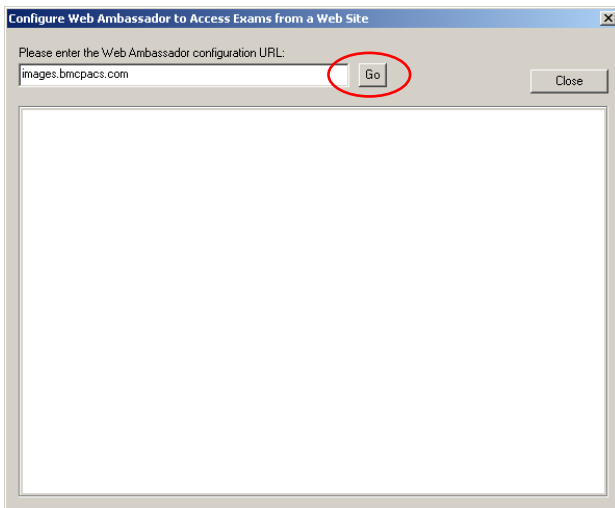 Configure Web Ambassador to Access Exams from a Web Site
Please enter the Web Ambassador configuration URL:
images.bmcpacs.com
Go
Close